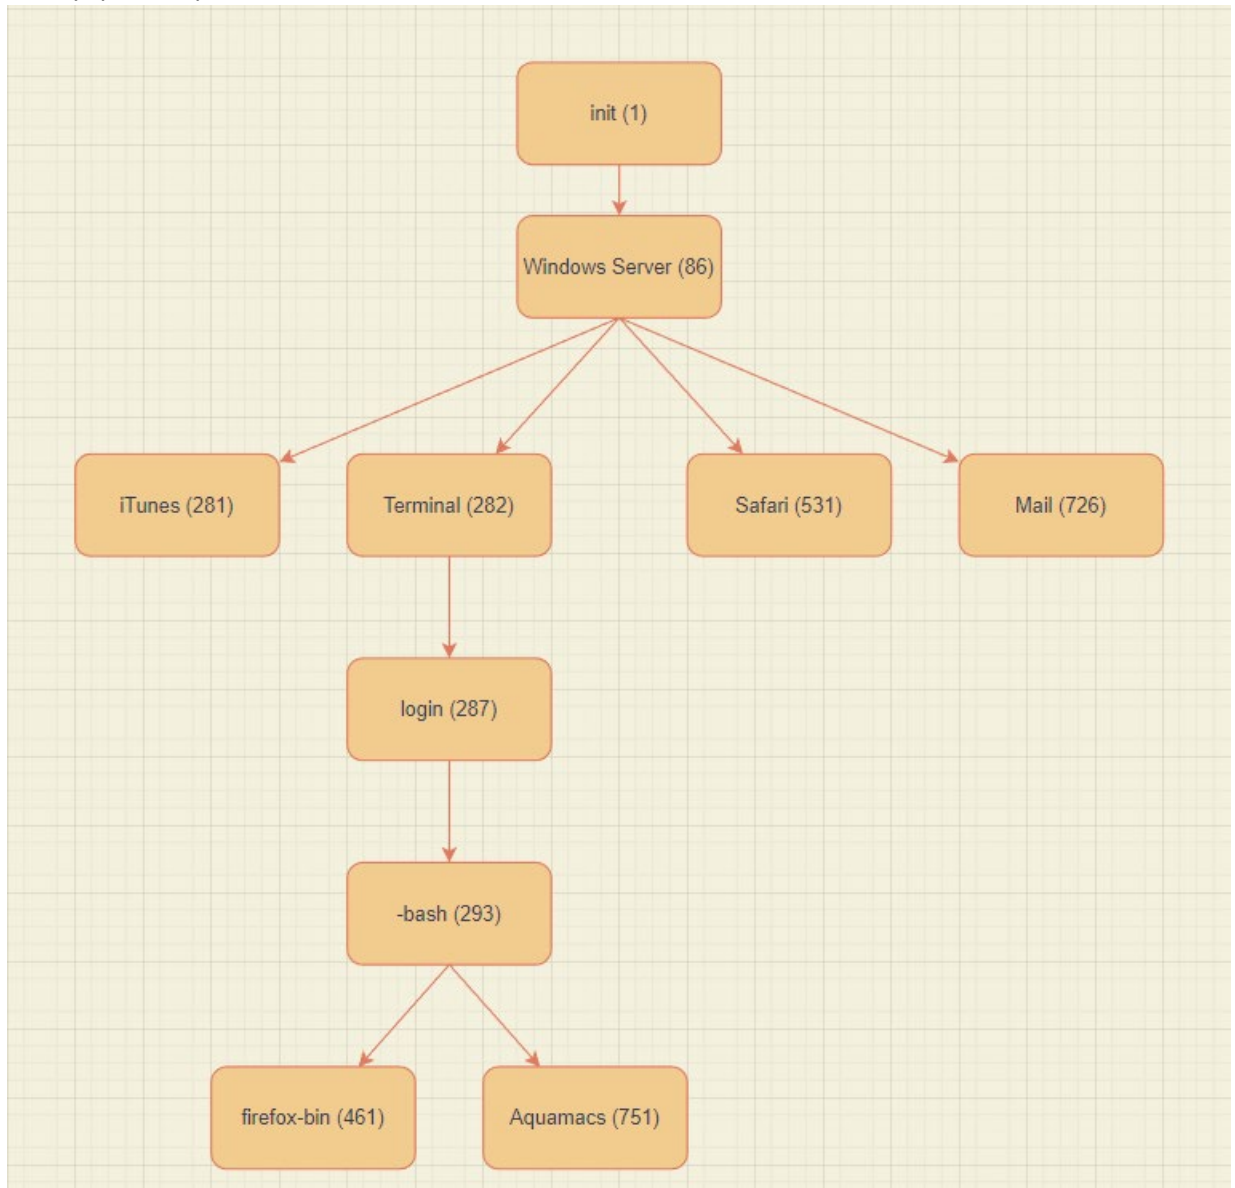 init (1)
Windows Server (86)
iTunes (281)
Terminal (282)
Safari (531)
Mail (726)
login (287)
-bash (293)
firefox-bin (461)
Aquamacs (751)